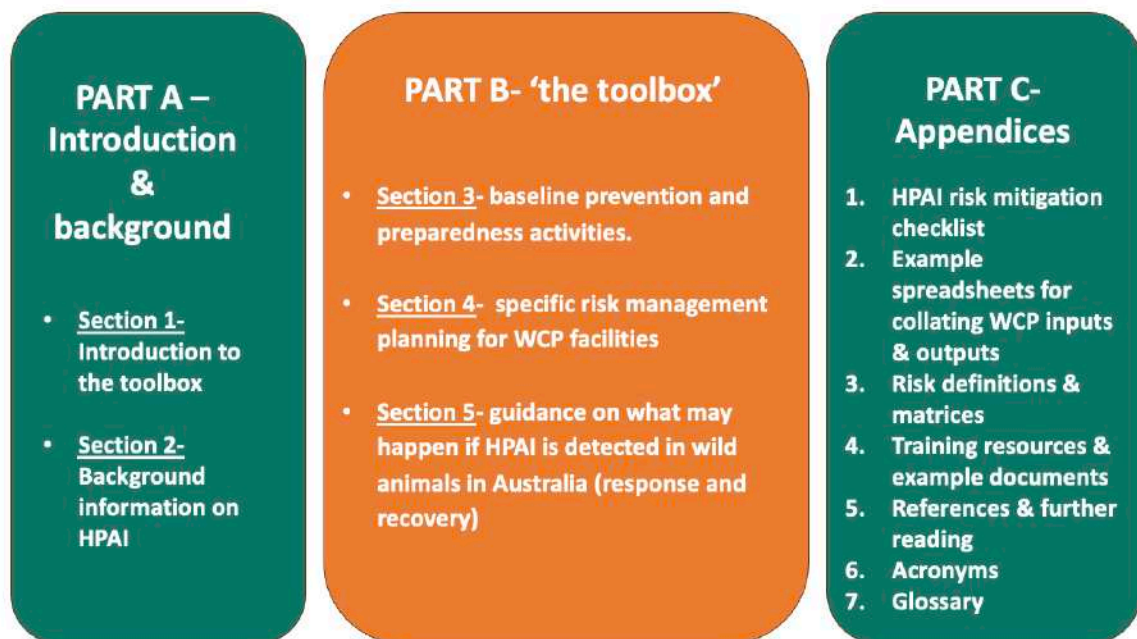 PART A –
Introduction
&
background
• Section 1-
Introduction to
the toolbox
• Section 2-
Background
information on
HPAI
PART B- ‘the toolbox’
• Section 3- baseline prevention and
preparedness activities.
• Section 4-  specific risk management
planning for WCP facilities
• Section 5- guidance on what may
happen if HPAI is detected in wild
animals in Australia (response and
recovery)
PART C-
Appendices
1. HPAI risk mitigation
checklist
2. Example
spreadsheets for
collating WCP inputs
& outputs
3. Risk definitions &
matrices
4. Training resources &
example documents
5. References & further
reading
6. Acronyms
7. Glossary